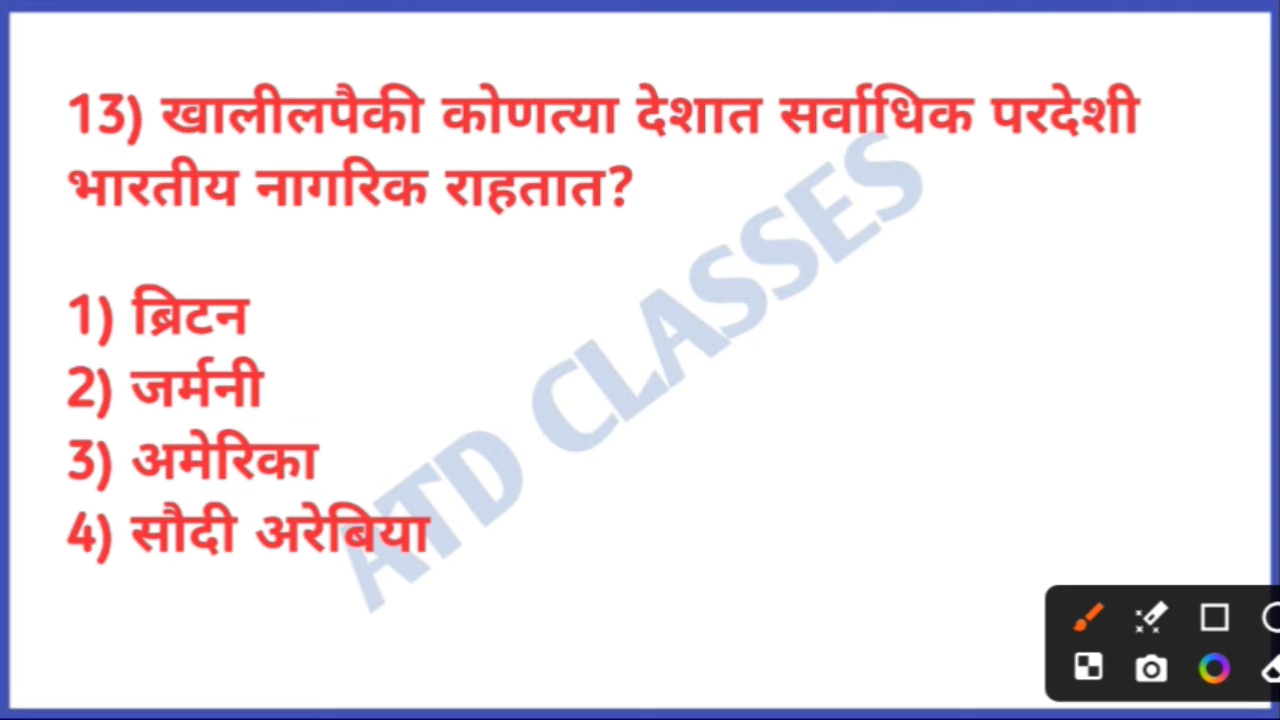 13) खालीलपैकी कोणत्या देशात सर्वाधिक परदेशी
भारतीय नागरिक राहतात?
1) ब्रिटन
2) जर्मनी
3) अमेरिका
4) सौदी अरेबिया
ATD CLASSES